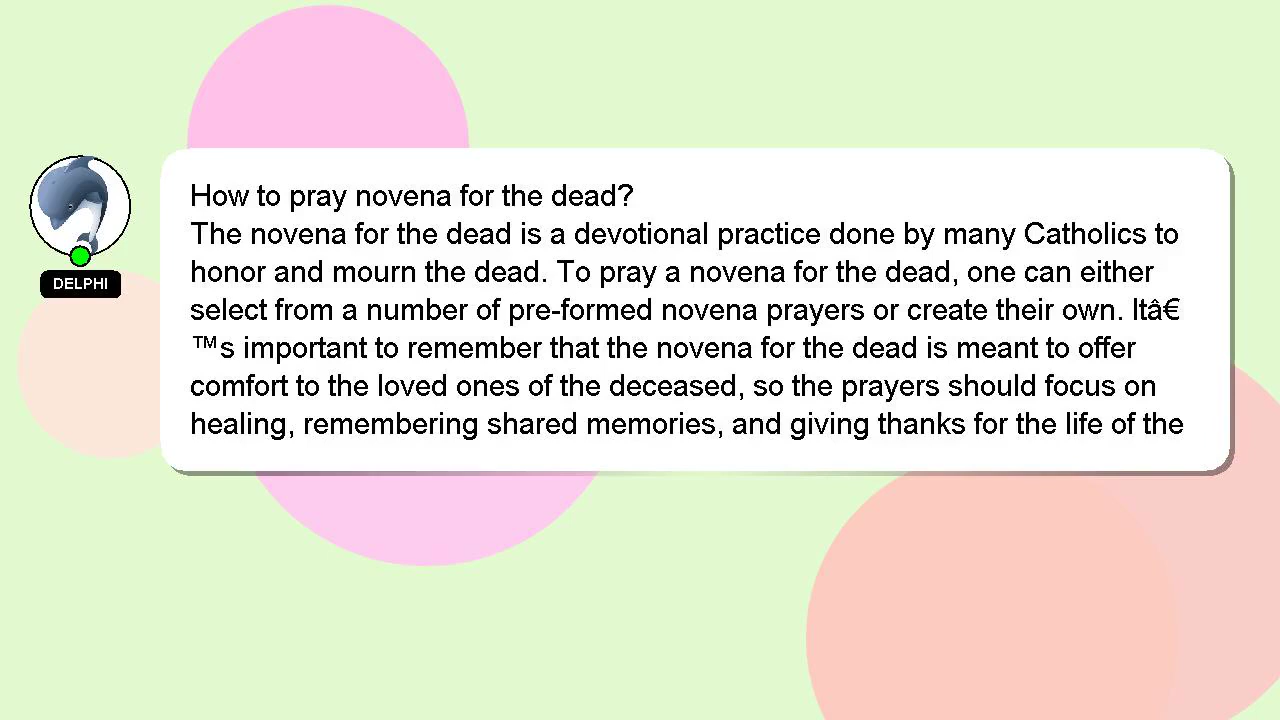 How to pray novena for the dead?
The novena for the dead is a devotional practice done by many Catholics to
honor and mourn the dead. To pray a novena for the dead, one can either
select from a number of pre-formed novena prayers or create their own. Itâ€
™s important to remember that the novena for the dead is meant to offer
comfort to the loved ones of the deceased, so the prayers should focus on
healing, remembering shared memories, and giving thanks for the life of the
DELPHI